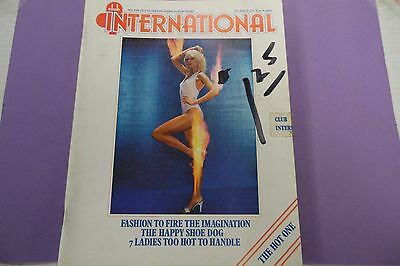 INTERNATIONAL
CLUB
INTERN
FASHION TO FIRE THE IMAGINATION
THE HAPPY SHOE DOG
7 LADIES TOO HOT TO HANDLE
THE HOT ONE